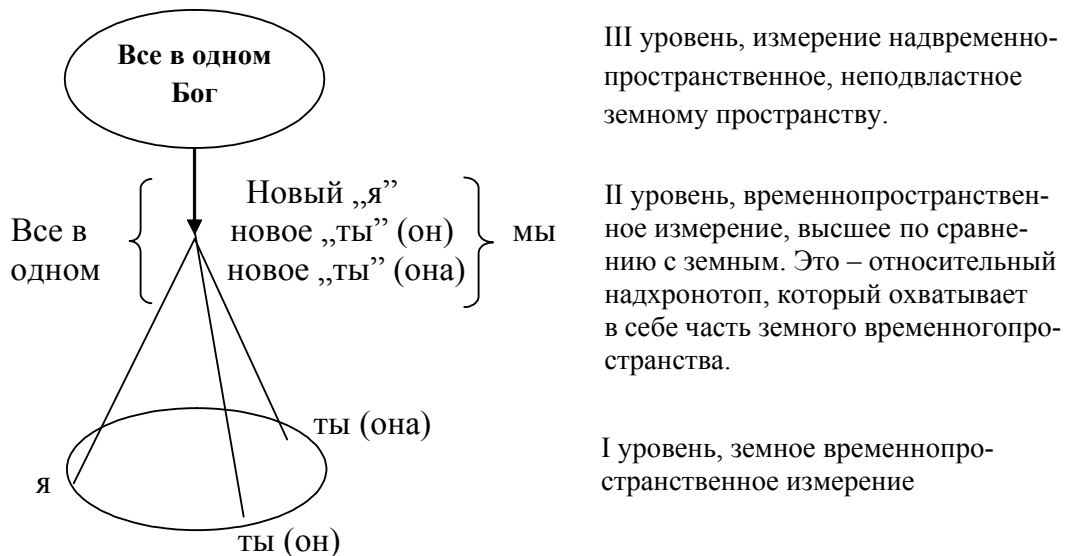 Все в одном
Бог
III уровень, измерение надвременно-
пространственное, неподвластное
земному пространству.
Все в
одном
Новый „я”
новое „ты” (он)
новое „ты” (она)
мы
II уровень, временнопространствен-
ное измерение, высшее по сравне-
нию с земным. Это – относительный
надхронотоп, который охватывает
в себе часть земного временногопро-
странства.
ты (она)
я
ты (он)
I уровень, земное временнопро-
странственное измерение